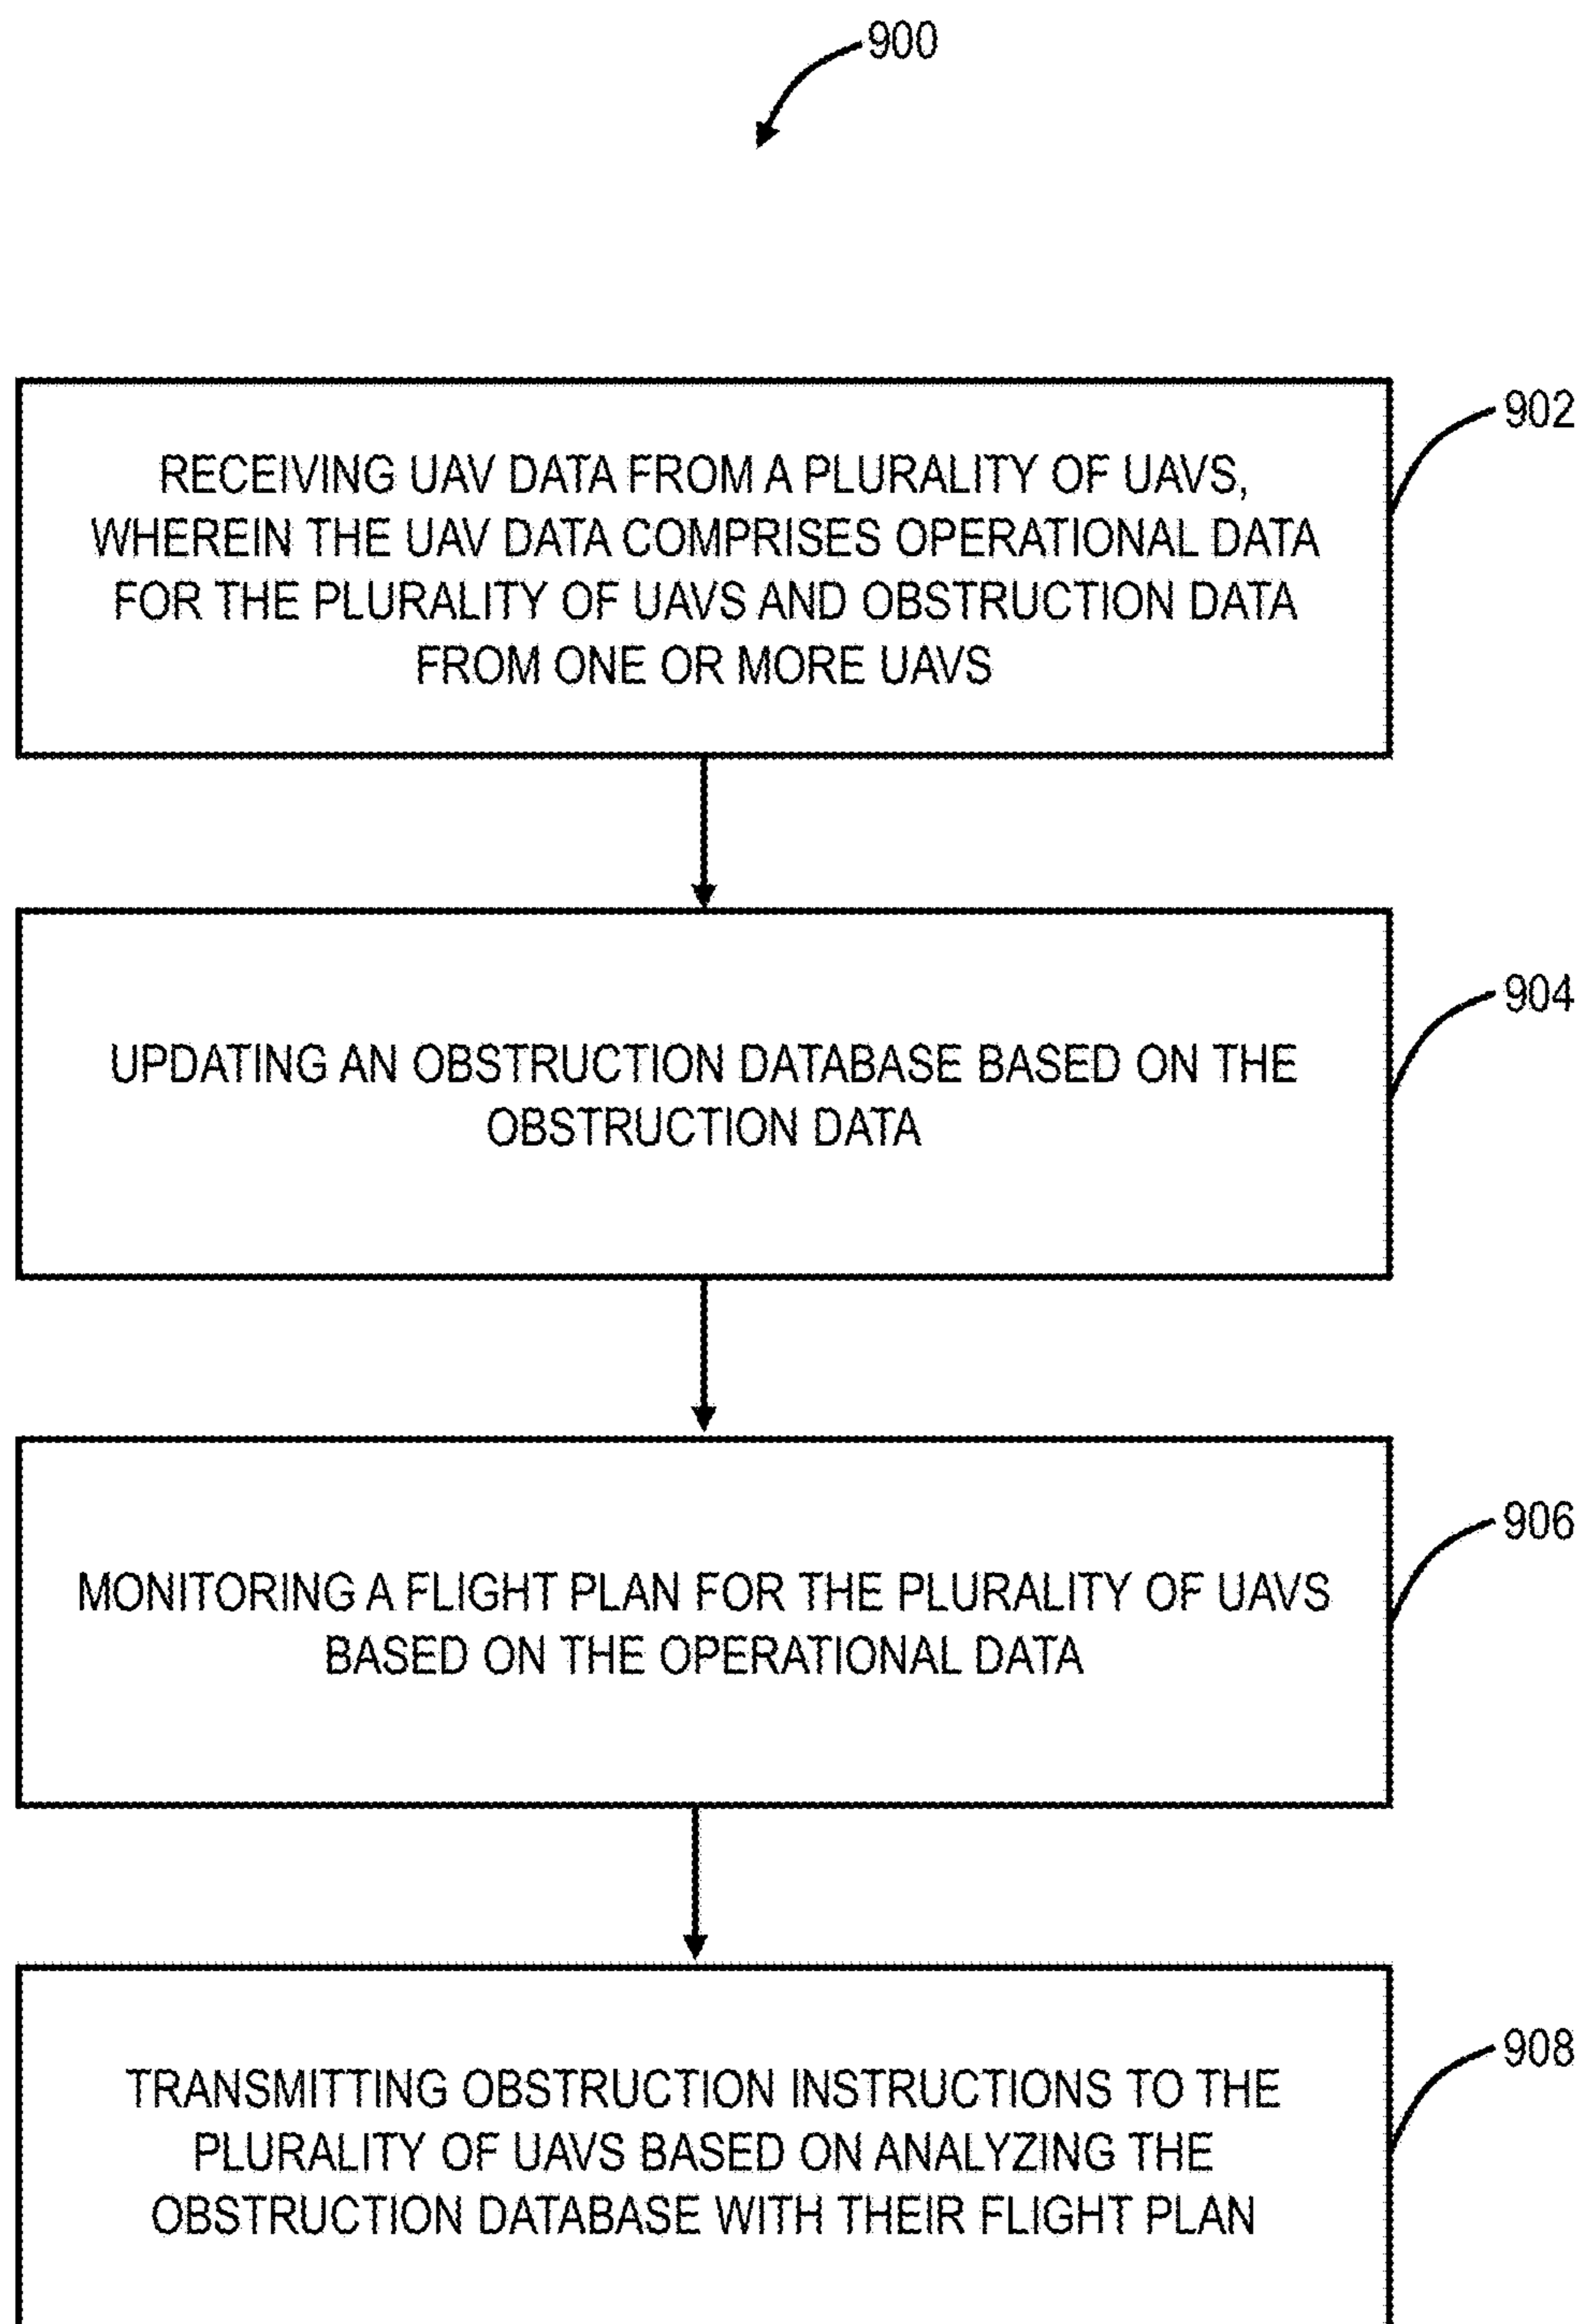 900
902
RECEIVING UAV DATA FROM A PLURALITY OF UAVS,
WHEREIN THE UAV DATA COMPRISES OPERATIONAL DATA
FOR THE PLURALITY OF UAVS AND OBSTRUCTION DATA
FROM ONE OR MORE UAVS
904
UPDATING AN OBSTRUCTION DATABASE BASED ON THE
OBSTRUCTION DATA
906
MONITORING A FLIGHT PLAN FOR THE PLURALITY OF UAVS
BASED ON THE OPERATIONAL DATA
908
TRANSMITTING OBSTRUCTION INSTRUCTIONS TO THE
PLURALITY OF UAVS BASED ON ANALYZING THE
OBSTRUCTION DATABASE WITH THEIR FLIGHT PLAN